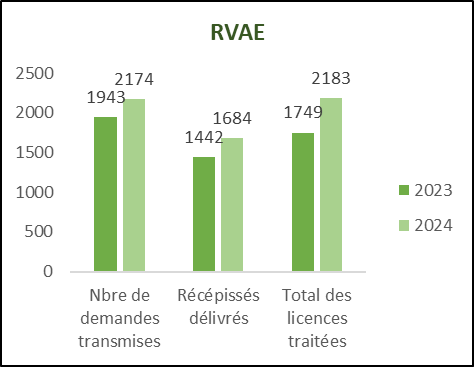 RVAE
2500
2000
1500
1000
500
0
1943
2174
1442
1684
1749
2183
Nbre de
demandes
transmises
Récépissés
délivrés
Total des
licences
traitées
2023
2024